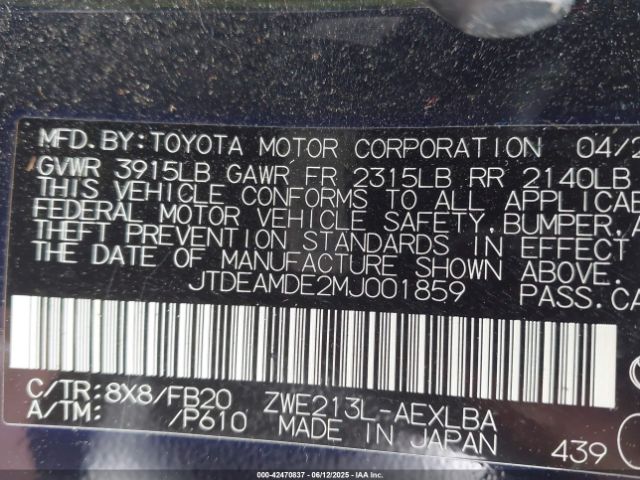 MFD.BY:TOYOTA MOTOR CORPORATION 04/2
GVWR 3915LB GAWR FR 2315LB RR 2140LB
THIS VEHICLE CONFORMS TO ALL APPLICAB
FEDERAL MOTOR VEHICLE SAFETY,BUMPER,A
THEFT PREVENTION STANDARDS IN EFFECT
THE DATE OF MANUFACTURE SHOWN ABOVE.
JTDEAMDE2MJ001859 PASS.CA
C/TR:8X8/FB20 ZWE213L-AEXLBA
A/TM: /P610 MADE IN JAPAN 439
000-42470837 - 06/12/2025 - IAAI.COM